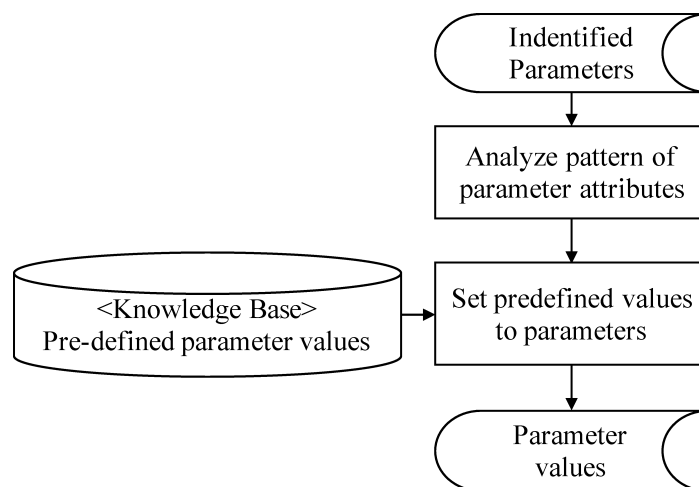 Indentified
Parameters
Analyze pattern of
parameter attributes
<Knowledge Base>
Pre-defined parameter values
Set predefined values
to parameters
Parameter
values